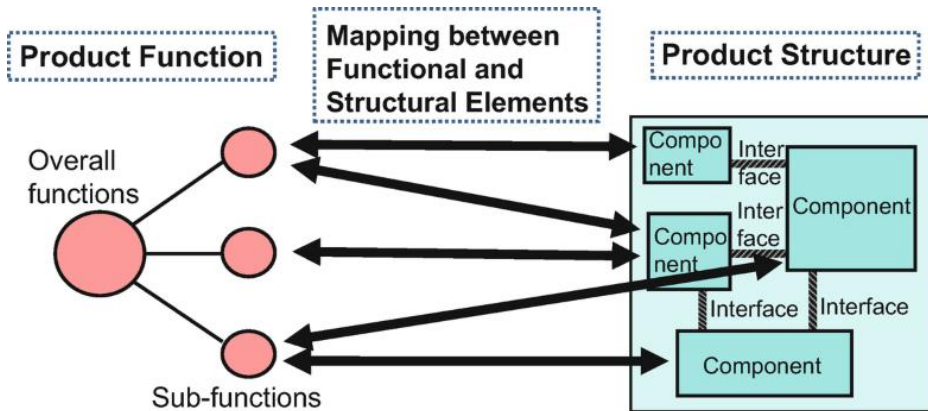 Product Function
Mapping between
Functional and
Structural Elements
Product Structure
Overall
functions
Sub-functions
Compo
nent
Inter
face
Component
Compo
nent
Inter
face
Interface
Interface
Component